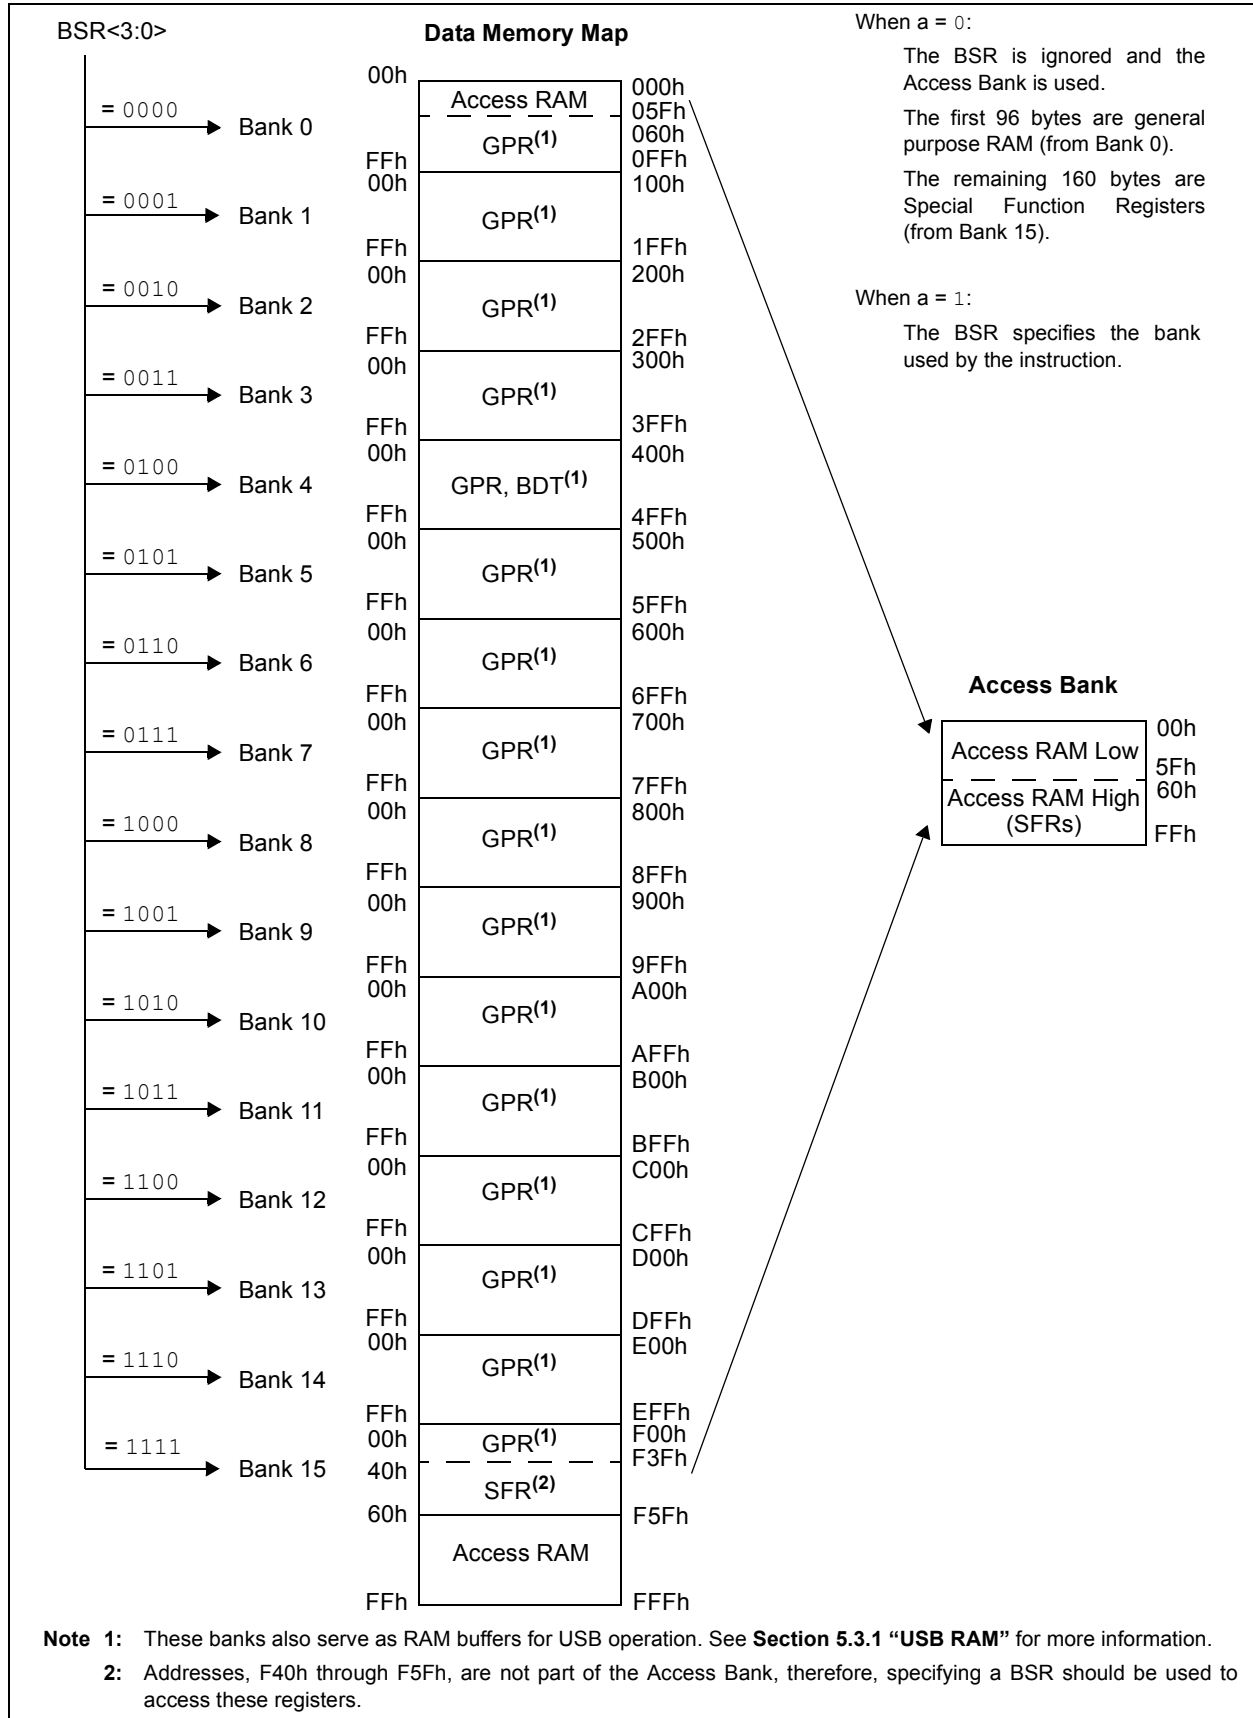 BSR<3:0>
Data Memory Map
When a = 0:
The BSR is ignored and the
Access Bank is used.
The first 96 bytes are general
purpose RAM (from Bank 0).
The remaining 160 bytes are
Special Function Registers
(from Bank 15).
When a = 1:
The BSR specifies the bank
used by the instruction.
= 0000
Bank 0
00h
Access RAM
000h
05Fh
060h
GPR(1)
FFh
0FFh
= 0001
Bank 1
00h
100h
GPR(1)
FFh
1FFh
= 0010
Bank 2
00h
200h
GPR(1)
FFh
2FFh
= 0011
Bank 3
00h
300h
GPR(1)
FFh
3FFh
= 0100
Bank 4
00h
400h
GPR, BDT(1)
FFh
4FFh
= 0101
Bank 5
00h
500h
GPR(1)
FFh
5FFh
= 0110
Bank 6
00h
600h
GPR(1)
FFh
6FFh
= 0111
Bank 7
00h
700h
GPR(1)
FFh
7FFh
= 1000
Bank 8
00h
800h
GPR(1)
FFh
8FFh
= 1001
Bank 9
00h
900h
GPR(1)
FFh
9FFh
= 1010
Bank 10
00h
A00h
GPR(1)
FFh
AFFh
= 1011
Bank 11
00h
B00h
GPR(1)
FFh
BFFh
= 1100
Bank 12
00h
C00h
GPR(1)
FFh
CFFh
= 1101
Bank 13
00h
D00h
GPR(1)
FFh
DFFh
= 1110
Bank 14
00h
E00h
GPR(1)
FFh
EFFh
= 1111
Bank 15
00h
F00h
GPR(1)
F3Fh
40h
SFR(2)
60h
F5Fh
Access RAM
FFh
FFFh
Access Bank
Access RAM Low
00h
5Fh
Access RAM High
(SFRs)
60h
FFh
Note 1: These banks also serve as RAM buffers for USB operation. See Section 5.3.1 “USB RAM” for more information.
2: Addresses, F40h through F5Fh, are not part of the Access Bank, therefore, specifying a BSR should be used to
access these registers.